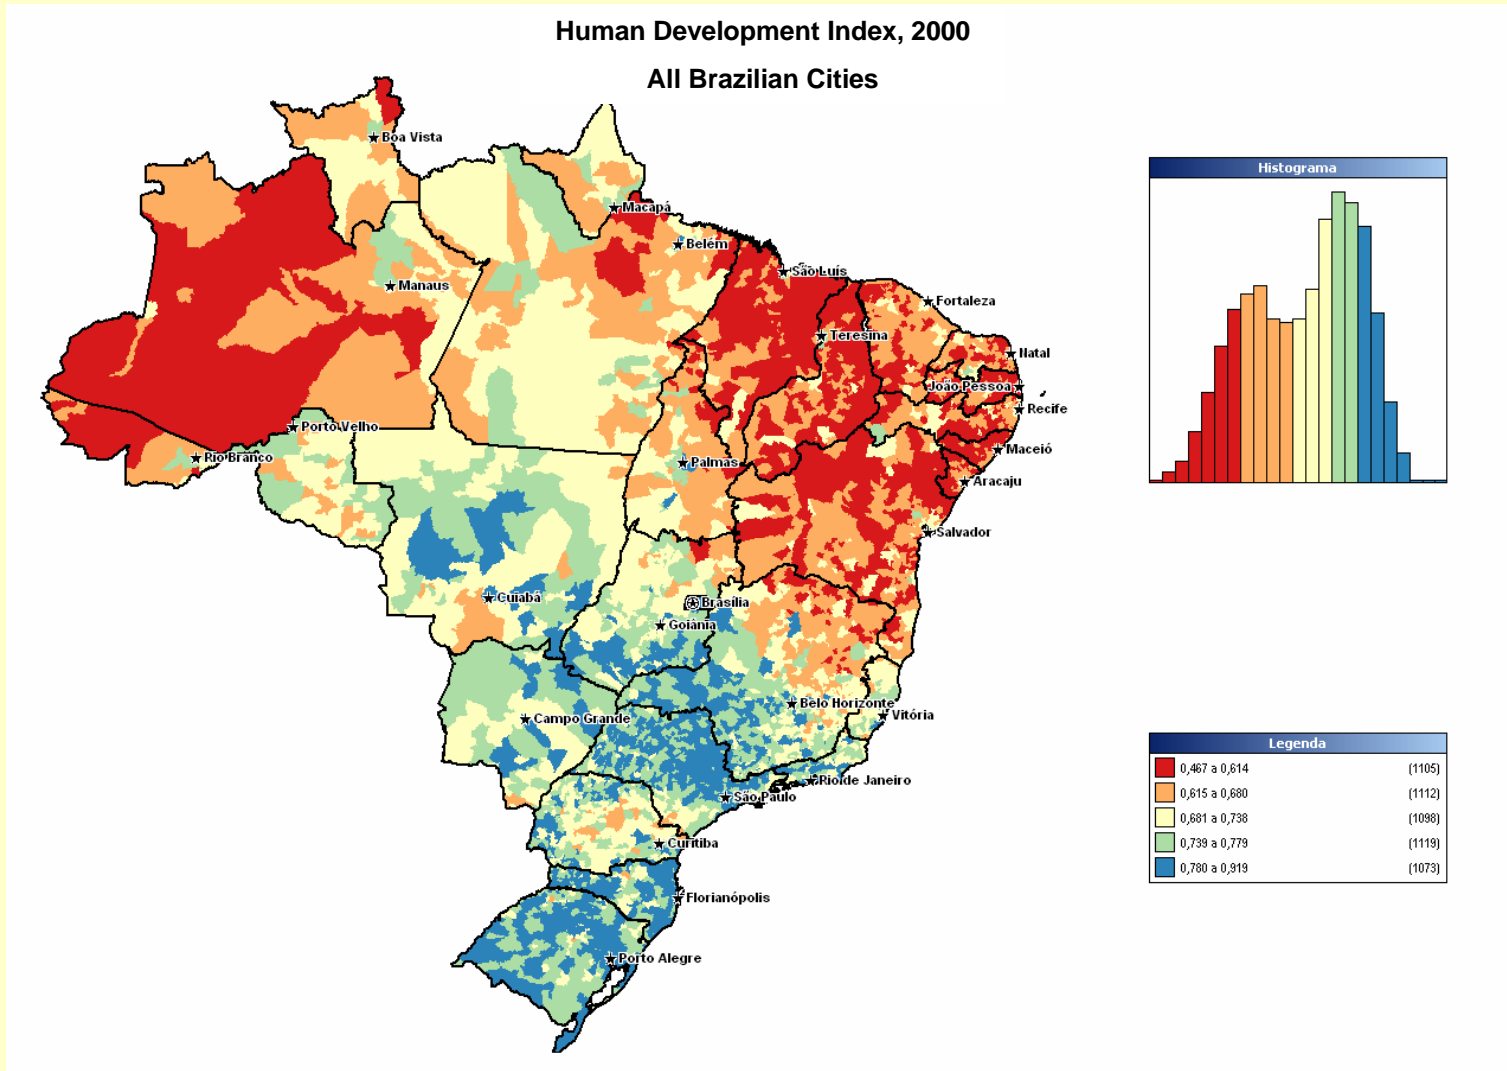 Human Development Index, 2000
All Brazilian Cities
Boa Vista
Macapá
Belém
Manaus
São Luís
Fortaleza
Teresina
Natal
João Pessoa
Recife
Porto Velho
Rio Branco
Palmas
Maceió
Aracaju
Salvador
Cuiabá
Brasília
Goiânia
Belo Horizonte
Vitória
Campo Grande
Rio de Janeiro
São Paulo
Curitiba
Florianópolis
Porto Alegre
Histograma
Legenda
0,467 a 0,614 (1105)
0,615 a 0,680 (1112)
0,681 a 0,738 (1098)
0,739 a 0,779 (1119)
0,780 a 0,919 (1073)